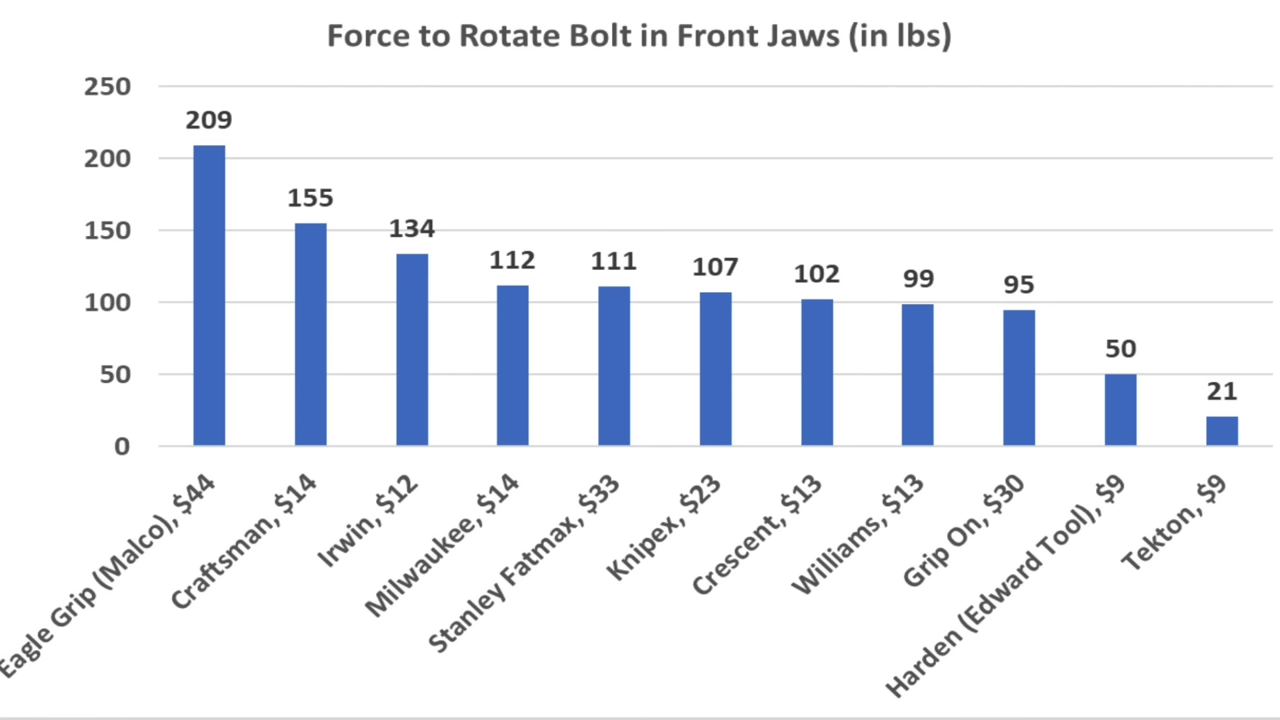 Force to Rotate Bolt in Front Jaws (in lbs)
250
200
150
100
50
0
209
155
134
112
111
107
102
99
95
50
21
Eagle Grip (Malco), $44
Craftsman, $14
Irwin, $12
Milwaukee, $14
Stanley Fatmax, $33
Knipex, $23
Crescent, $13
Williams, $13
Grip On, $30
Harden (Edward Tool), $9
Tekton, $9